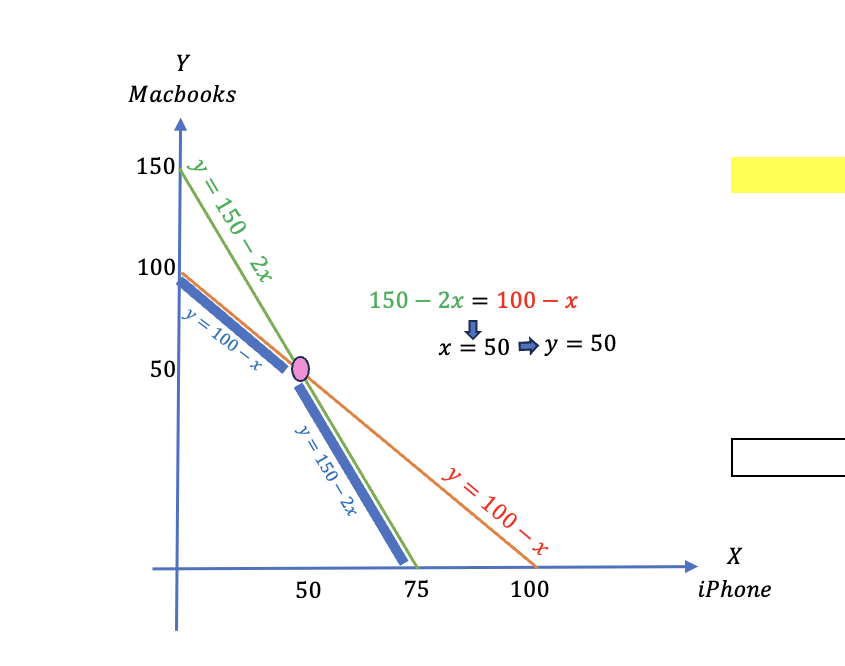 Y
Macbooks
150
y = 150 − 2x
100
y = 100 − x
150 − 2x = 100 − x
x = 50
y = 50
50
y = 150 − 2x
y = 100 − x
X
iPhone
50
75
100